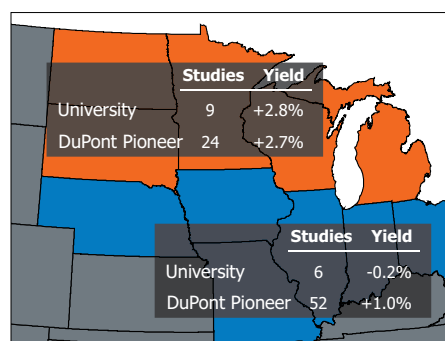 Studies Yield
University 9 +2.8%
DuPont Pioneer 24 +2.7%
Studies Yield
University 6 -0.2%
DuPont Pioneer 52 +1.0%